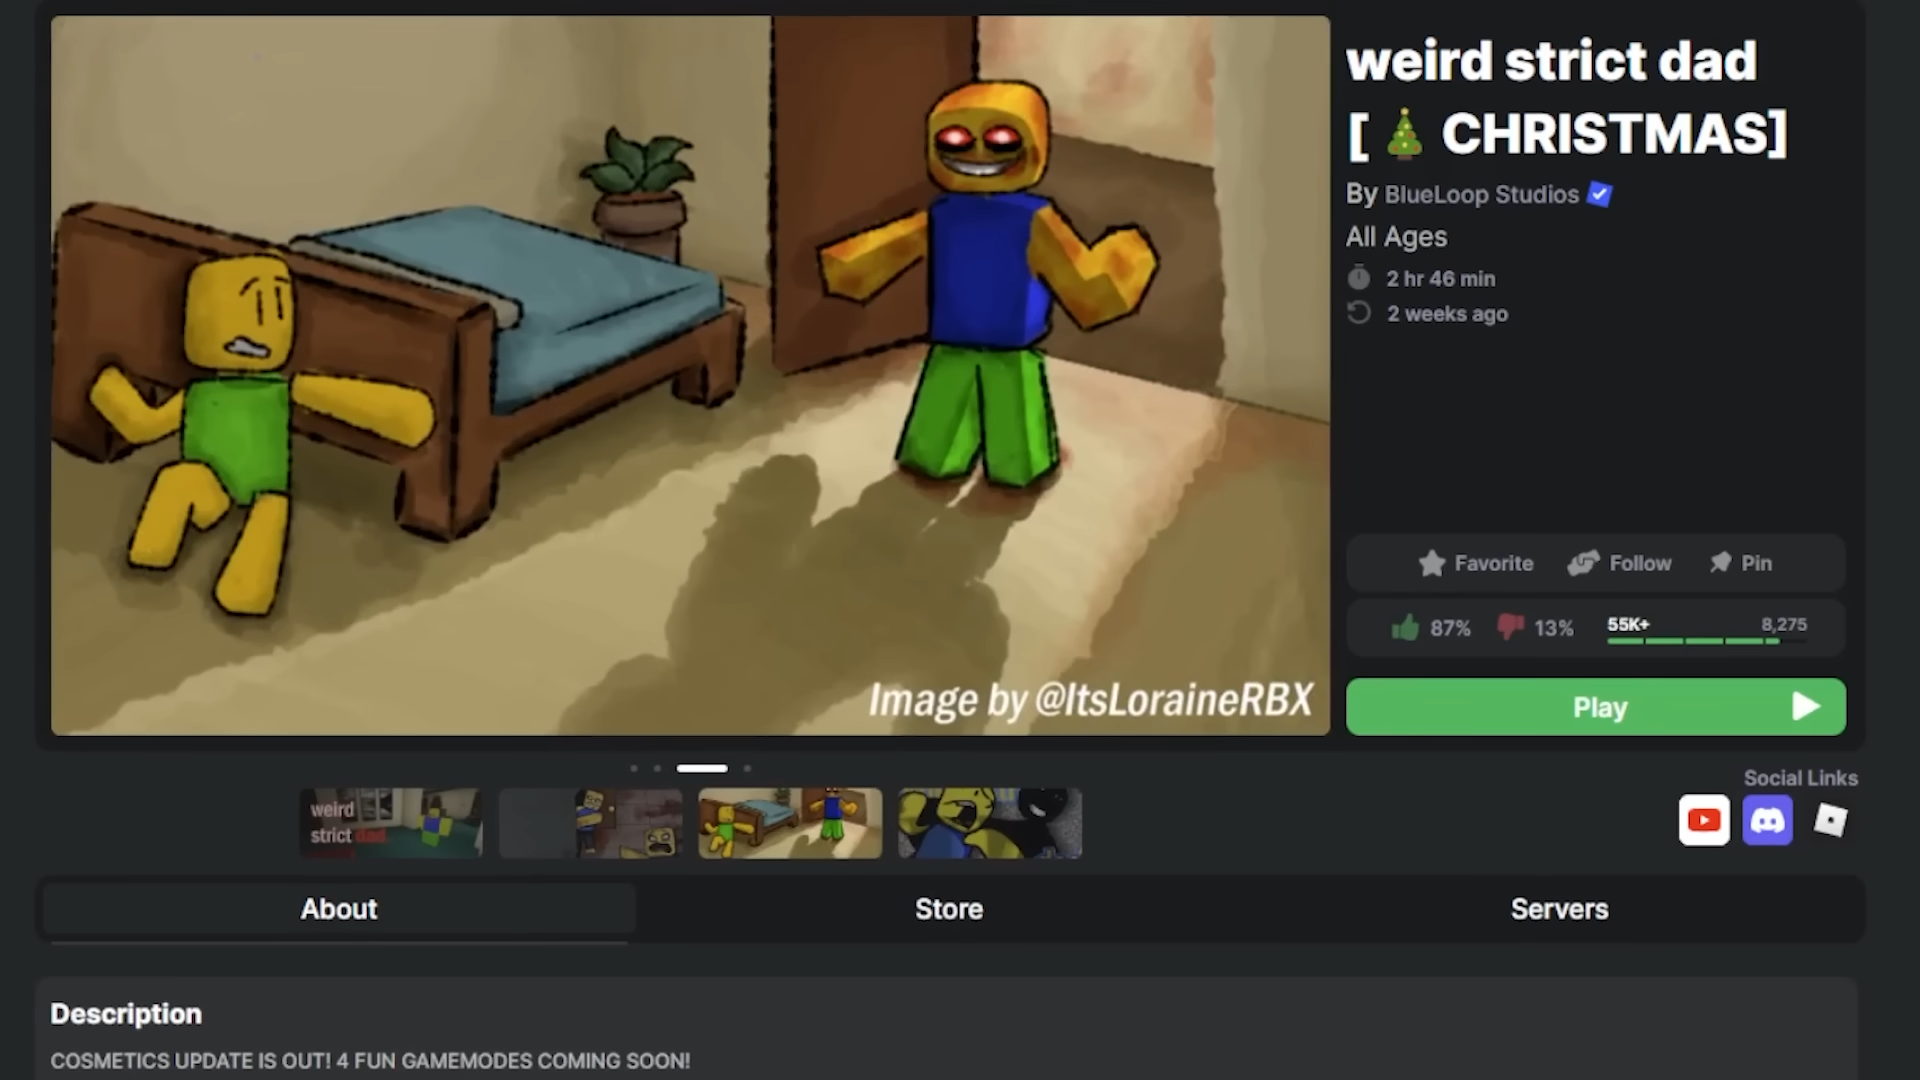 weird strict dad
[🎄 CHRISTMAS]
By BlueLoop Studios
All Ages
2 hr 46 min
2 weeks ago
Image by @ItsLoraineRBX
Favorite Follow Pin
87% 13% 55K+ 8,275
Play
weird
strict dad
Social Links
About Store Servers
Description
COSMETICS UPDATE IS OUT! 4 FUN GAMEMODES COMING SOON!